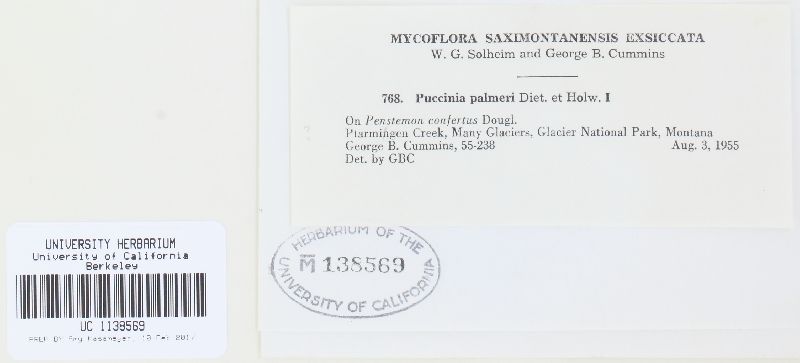 MYCOFLORA SAXIMONTANENSIS EXSICCATA
W. G. Solheim and George B. Cummins
768. Puccinia palmeri Diet. et Holw. I
On Penstemon confertus Dougl.
Ptarmingen Creek, Many Glaciers, Glacier National Park, Montana
George B. Cummins, 55-238 Aug. 3, 1955
Det. by GBC
HERBARIUM OF THE
M 138569
UNIVERSITY OF CALIFORNIA
UNIVERSITY HERBARIUM
University of California
Berkeley
UC 1138569